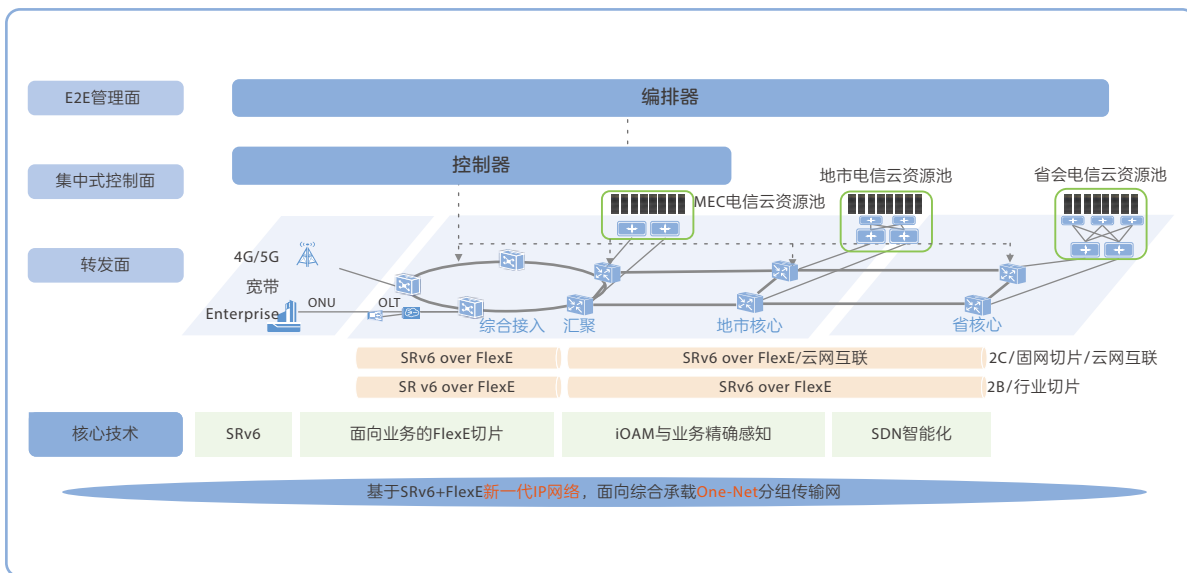 E2E管理面
编排器
控制器
集中式控制面
MEC电信云资源池
地市电信云资源池
省会电信云资源池
转发面
4G/5G
宽带
Enterprise
ONU
OLT
综合接入
汇聚
地市核心
省核心
SRv6 over FlexE
SRv6 over FlexE/云网互联
2C/固网切片/云网互联
SR v6 over FlexE
SRv6 over FlexE
2B/行业切片
核心技术
SRv6
面向业务的FlexE切片
iOAM与业务精确感知
SDN智能化
基于SRv6+FlexE新一代IP网络，面向综合承载One-Net分组传输网